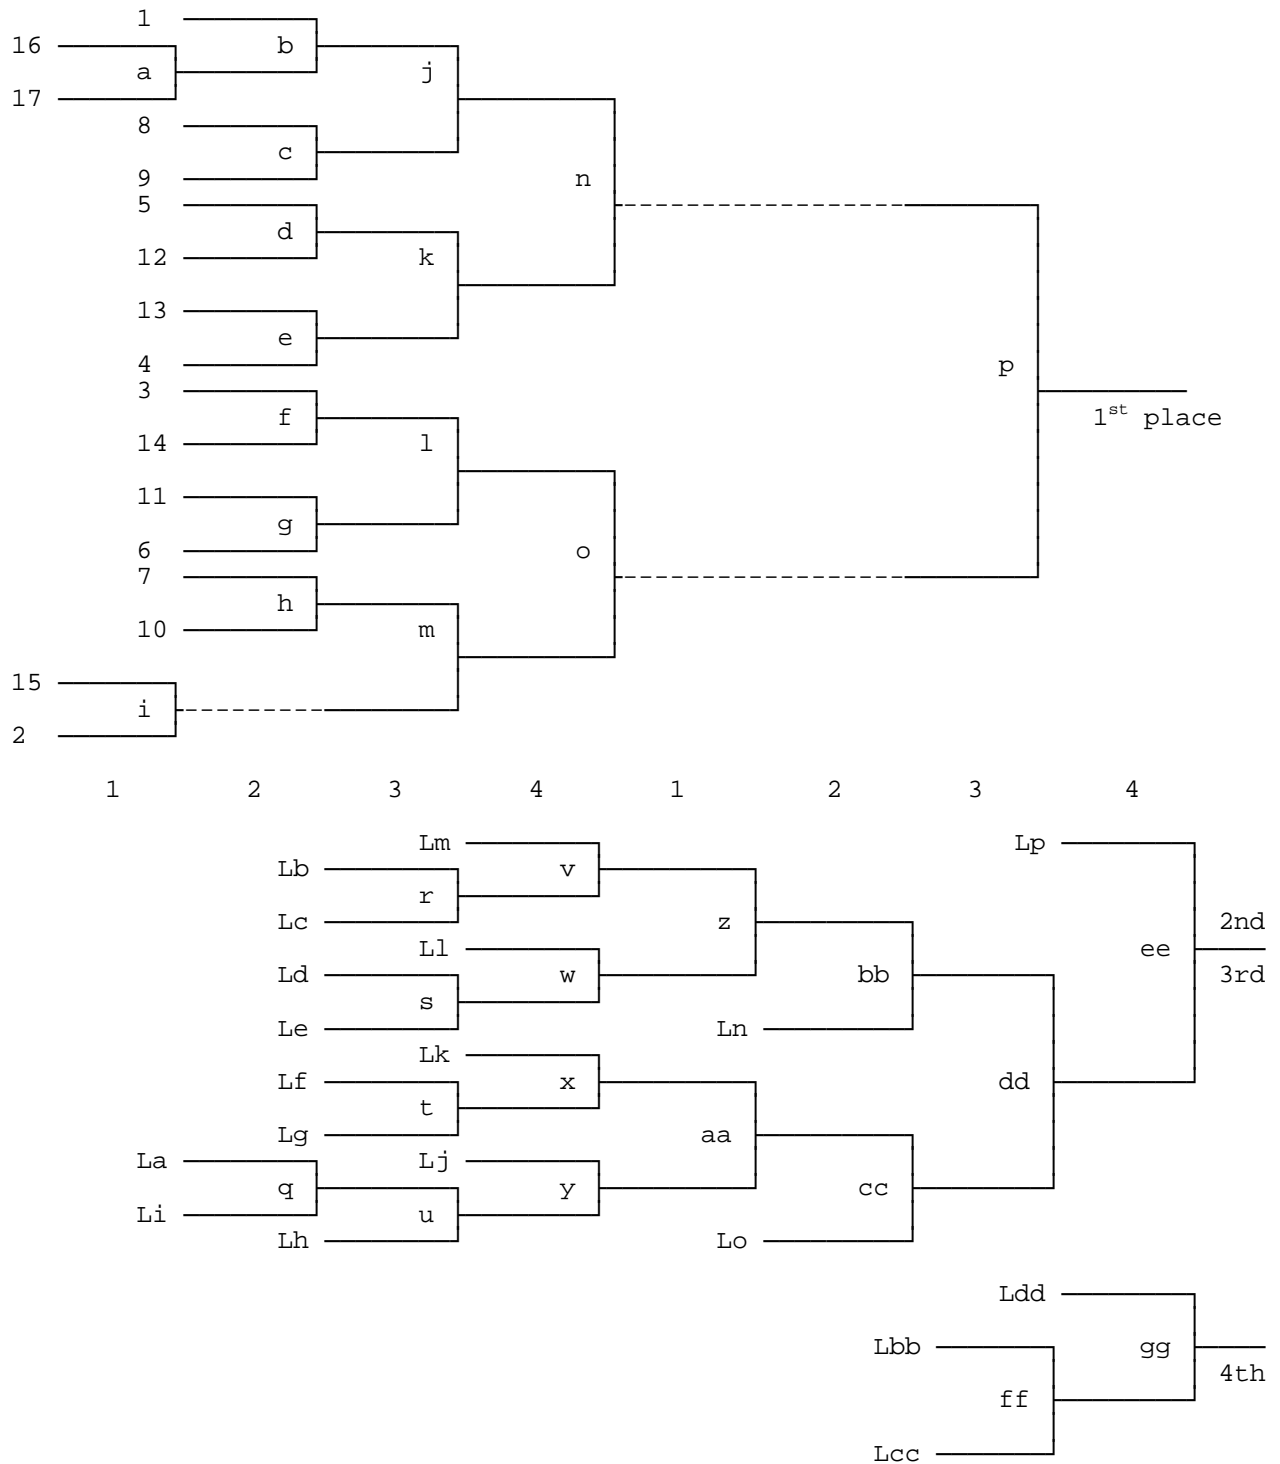 1
16 b
a j
17
8
c
9 n
5
d
12 k
13
e
4 p
3
f 1st place
14 l
11
g
6 o
7
h
10 m
15
i
2
1 2 3 4 1 2 3 4
Lm Lp
Lb v
r
Lc z 2nd
Ll ee
Ld w bb 3rd
s
Le Ln
Lk
Lf x dd
t
Lg aa
La Lj
q y cc
Li u
Lh Lo
Ldd
Lbb gg
4th
ff
Lcc